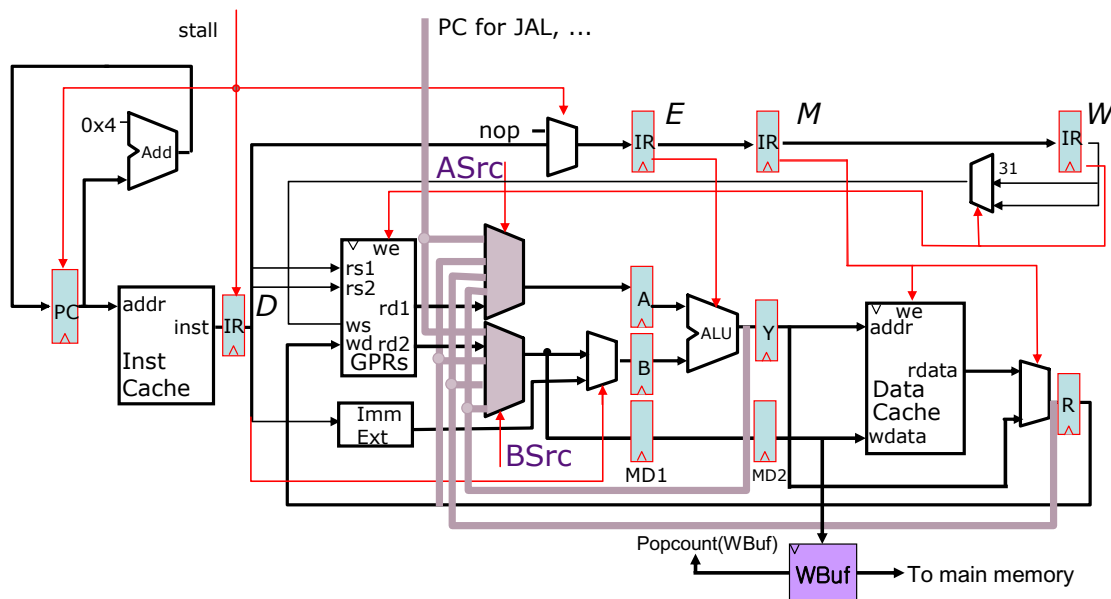 stall
PC for JAL, ...
0x4
Add
nop
IR
E
IR
M
IR
W
31
ASrc
we
rs1
rs2
rd1
ws
wd
rd2
GPRs
PC
addr
inst
Inst
Cache
IR
D
A
B
ALU
Y
we
addr
rdata
Data
Cache
wdata
R
Imm
Ext
BSrc
MD1
MD2
Popcount(WBuf)
WBuf
To main memory